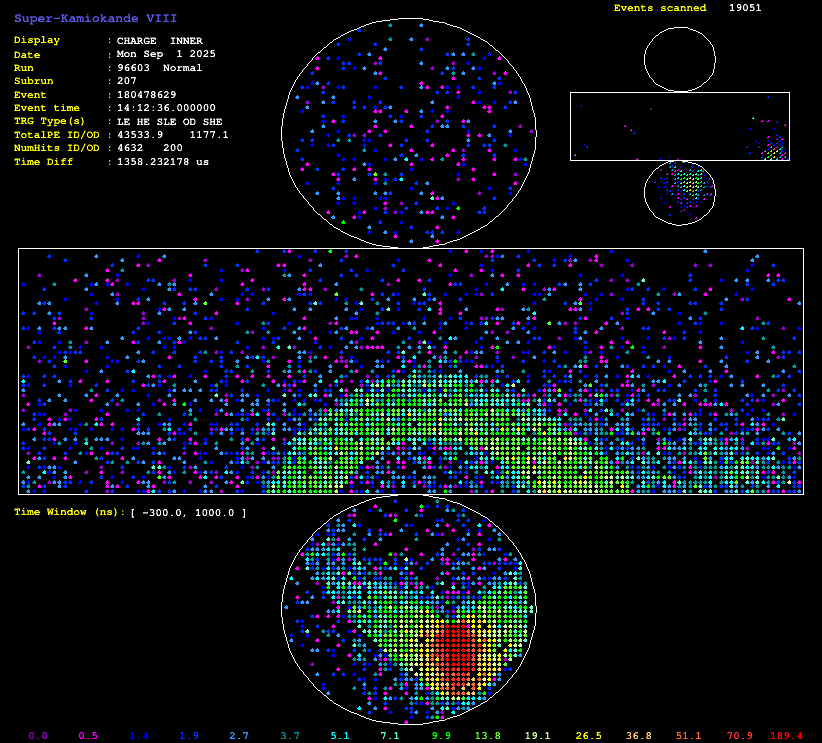 Super-Kamiokande VIII
Events scanned 19051
Display : CHARGE INNER
Date : Mon Sep 1 2025
Run : 96603 Normal
Subrun : 207
Event : 180478629
Event time : 14:12:36.000000
TRG Type(s) : LE HE SLE OD SHE
TotalPE ID/OD : 43533.9 1177.1
NumHits ID/OD : 4632 200
Time Diff : 1358.232178 us
Time Window (ns): [ -300.0, 1000.0 ]
0.0 0.5 1.4 1.9 2.7 3.7 5.1 7.1 9.9 13.8 19.1 26.5 36.8 51.1 70.9 189.4